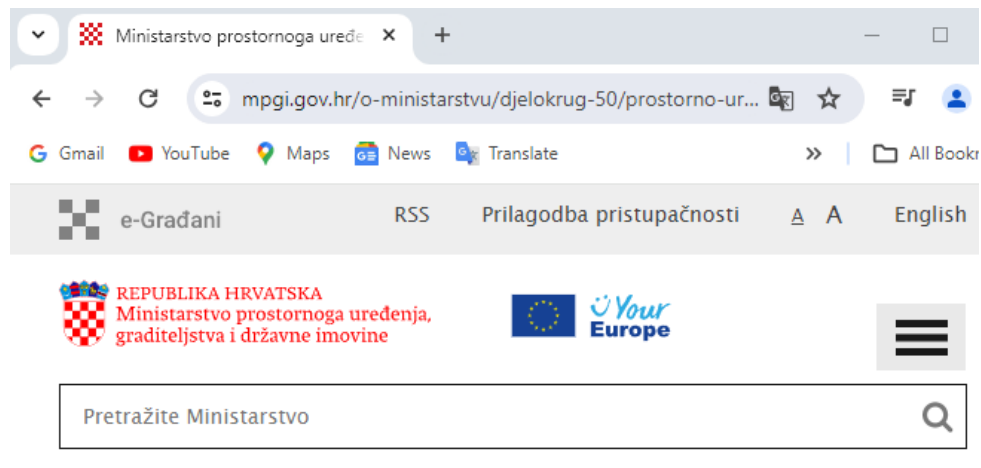 Ministarstvo prostornoga uređe
mpgi.gov.hr/o-ministarstvu/djelokrug-50/prostorno-ur...
Gmail YouTube Maps News Translate » All Bookr
e-Građani RSS Prilagodba pristupačnosti A A English
REPUBLIKA HRVATSKA
Ministarstvo prostornoga uređenja,
graditeljstva i državne imovine
Your
Europe
Pretražite Ministarstvo